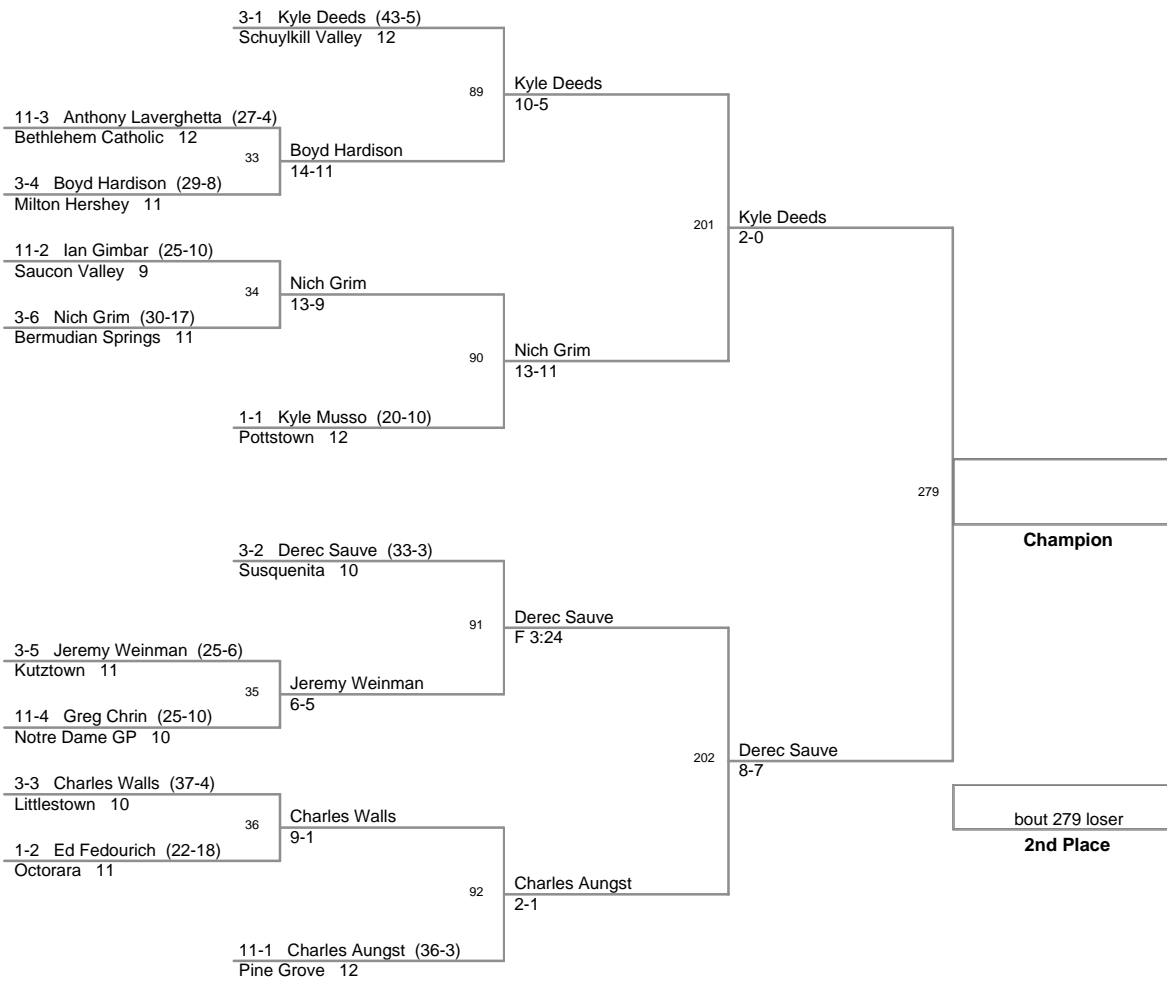 3-1 Kyle Deeds (43-5)
Schuylkill Valley 12
89
Kyle Deeds
10-5
11-3 Anthony Laverghetta (27-4)
Bethlehem Catholic 12
33
Boyd Hardison
14-11
3-4 Boyd Hardison (29-8)
Milton Hershey 11
201
Kyle Deeds
2-0
11-2 Ian Gimbar (25-10)
Saucon Valley 9
34
Nich Grim
13-9
3-6 Nich Grim (30-17)
Bermudian Springs 11
90
Nich Grim
13-11
1-1 Kyle Musso (20-10)
Pottstown 12
279
Champion
3-2 Derec Sauve (33-3)
Susquenita 10
91
Derec Sauve
F 3:24
3-5 Jeremy Weinman (25-6)
Kutztown 11
35
Jeremy Weinman
6-5
11-4 Greg Chrin (25-10)
Notre Dame GP 10
202
Derec Sauve
8-7
3-3 Charles Walls (37-4)
Littlestown 10
36
Charles Walls
9-1
1-2 Ed Fedourich (22-18)
Octorara 11
bout 279 loser
2nd Place
92
Charles Aungst
2-1
11-1 Charles Aungst (36-3)
Pine Grove 12